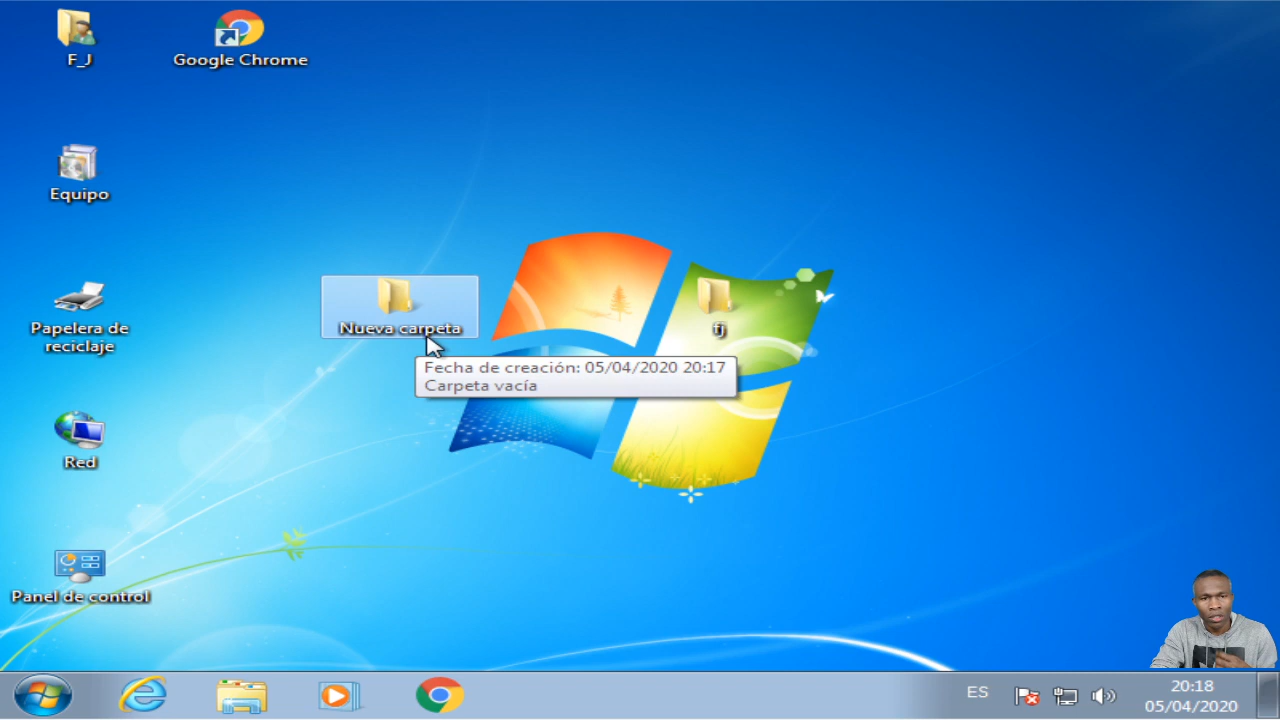 F_J
Google Chrome
Equipo
Papelera de
reciclaje
Nueva carpeta
fj
Fecha de creación: 05/04/2020 20:17
Carpeta vacía
Red
Panel de control
ES
20:18
05/04/2020